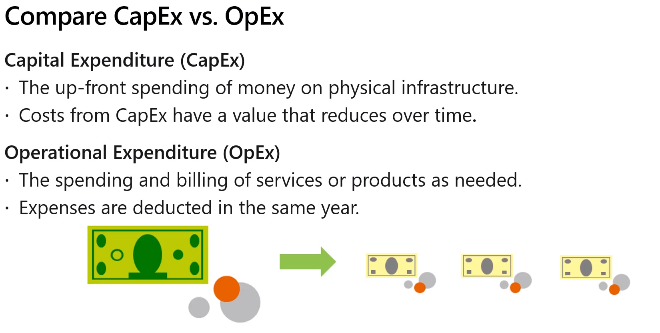 Compare CapEx vs. OpEx
Capital Expenditure (CapEx)
· The up-front spending of money on physical infrastructure.
· Costs from CapEx have a value that reduces over time.
Operational Expenditure (OpEx)
· The spending and billing of services or products as needed.
· Expenses are deducted in the same year.